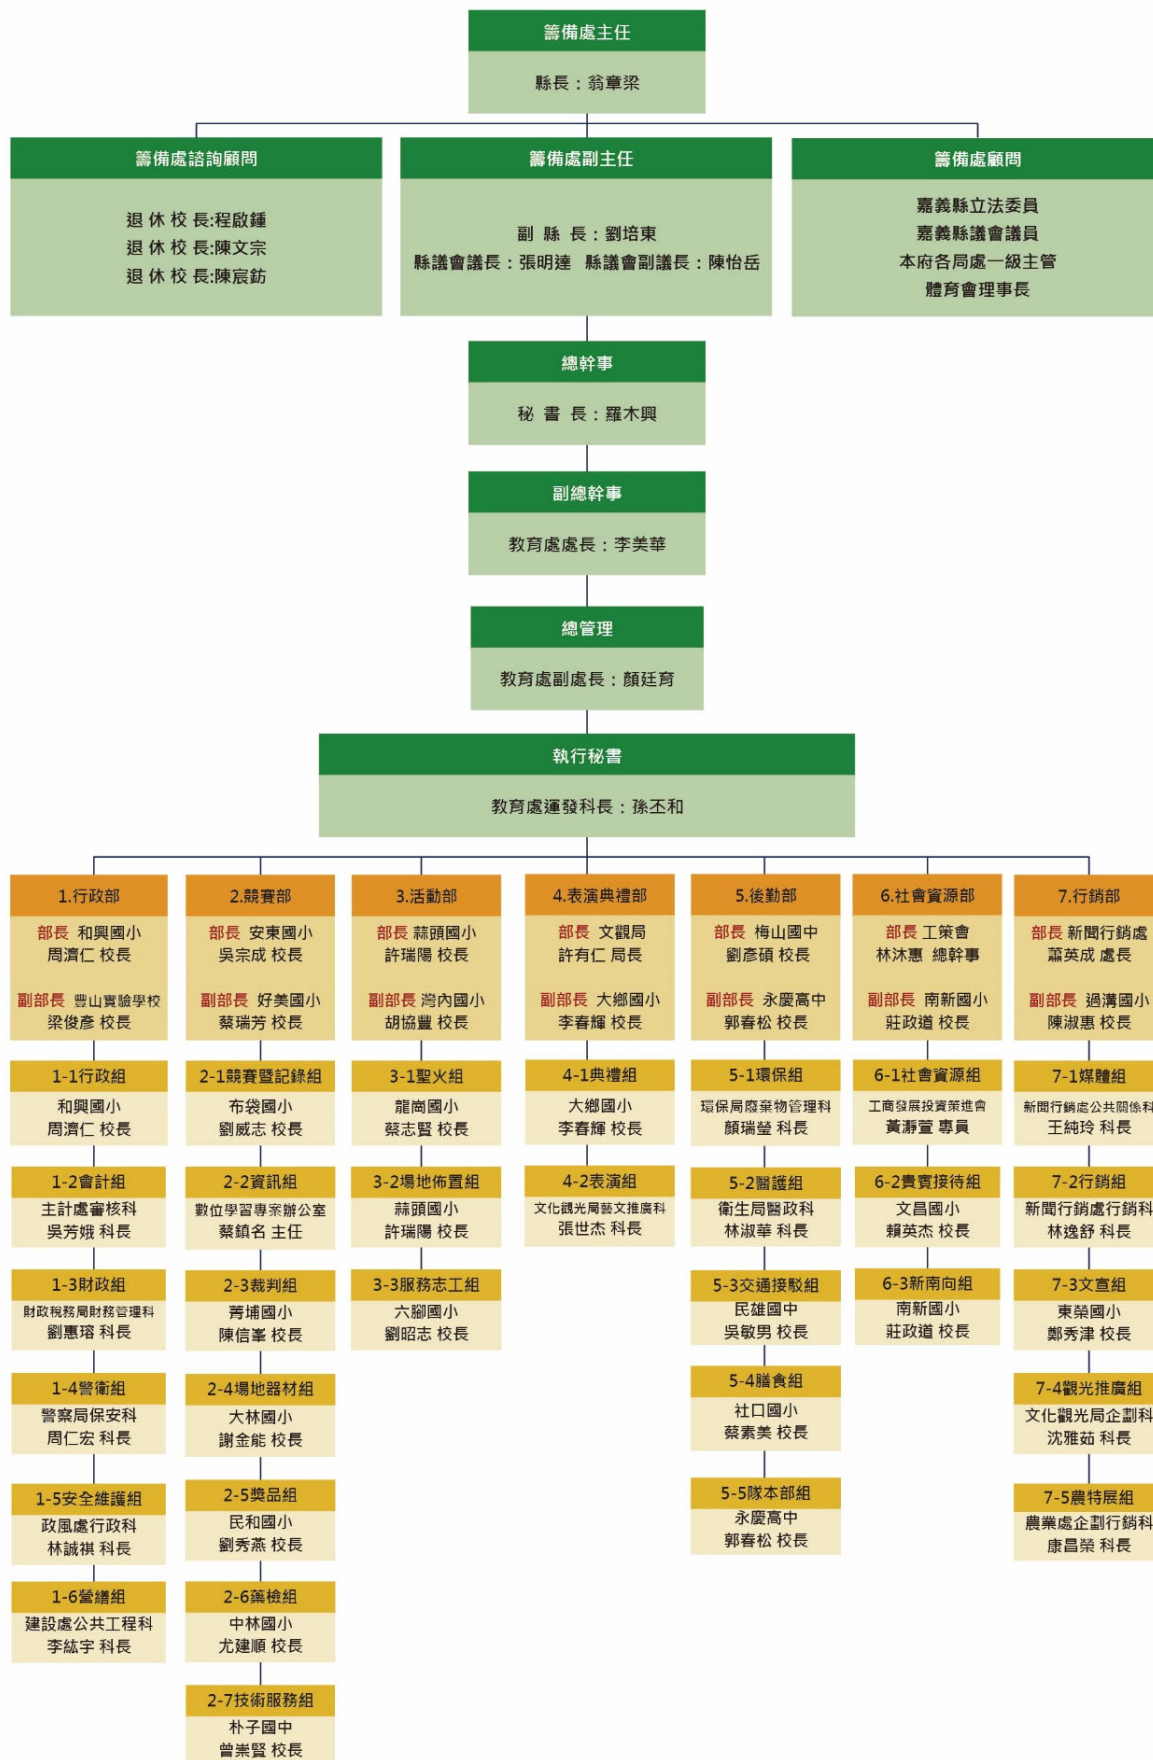 籌備處主任
縣長：翁章梁
籌備處諮詢顧問
退休校長:程啟鍾
退休校長:陳文宗
退休校長:陳宸鈁
籌備處副主任
副 縣 長：劉培東
縣議會議長：張明達 縣議會副議長：陳怡岳
籌備處顧問
嘉義縣立法委員
嘉義縣議會議員
本府各局處一級主管
體育會理事長
總幹事
秘 書 長：羅木興
副總幹事
教育處處長：李美華
總管理
教育處副處長：顏廷育
執行秘書
教育處運發科長：孫丕和
1.行政部
部長 和興國小
周濟仁 校長
副部長 豐山實驗學校
梁俊彥 校長
1-1行政組
和興國小
周濟仁 校長
1-2會計組
主計處審核科
吳芳娥 科長
1-3財政組
財政稅務局財務管理科
劉惠瑢 科長
1-4警衛組
警察局保安科
周仁宏 科長
1-5安全維護組
政風處行政科
林誠祺 科長
1-6營繕組
建設處公共工程科
李紘宇 科長
2.競賽部
部長 安東國小
吳宗成 校長
副部長 好美國小
蔡瑞芳 校長
2-1競賽暨記錄組
布袋國小
劉威志 校長
2-2資訊組
數位學習專案辦公室
蔡鎮名 主任
2-3裁判組
菁埔國小
陳信峯 校長
2-4場地器材組
大林國小
謝金能 校長
2-5獎品組
民和國小
劉秀燕 校長
2-6藥檢組
中林國小
尤建順 校長
2-7技術服務組
朴子國中
曾崇賢 校長
3.活動部
部長 蒜頭國小
許瑞陽 校長
副部長 灣內國小
胡協豐 校長
3-1聖火組
龍崗國小
蔡志賢 校長
3-2場地佈置組
蒜頭國小
許瑞陽 校長
3-3服務志工組
六腳國小
劉昭志 校長
4.表演典禮部
部長 文觀局
許有仁 局長
副部長 大鄉國小
李春輝 校長
4-1典禮組
大鄉國小
李春輝 校長
4-2表演組
文化觀光局藝文推廣科
張世杰 科長
5.後勤部
部長 梅山國中
劉彥碩 校長
副部長 永慶高中
郭春松 校長
5-1環保組
環保局廢棄物管理科
顏瑞瑩 科長
5-2醫護組
衛生局醫政科
林淑華 科長
5-3交通接駁組
民雄國中
吳敏男 校長
5-4膳食組
社口國小
蔡素美 校長
5-5隊本部組
永慶高中
郭春松 校長
6.社會資源部
部長 工策會
林沐惠 總幹事
副部長 南新國小
莊政道 校長
6-1社會資源組
工商發展投資策進會
黃瀞萱 專員
6-2貴賓接待組
文昌國小
賴英杰 校長
6-3新南向組
南新國小
莊政道 校長
7.行銷部
部長 新聞行銷處
蕭英成 處長
副部長 過溝國小
陳淑惠 校長
7-1媒體組
新聞行銷處公共關係科
王純玲 科長
7-2行銷組
新聞行銷處行銷科
林逸舒 科長
7-3文宣組
東榮國小
鄭秀津 校長
7-4觀光推廣組
文化觀光局企劃科
沈雅茹 科長
7-5農特展組
農業處企劃行銷科
康昌榮 科長